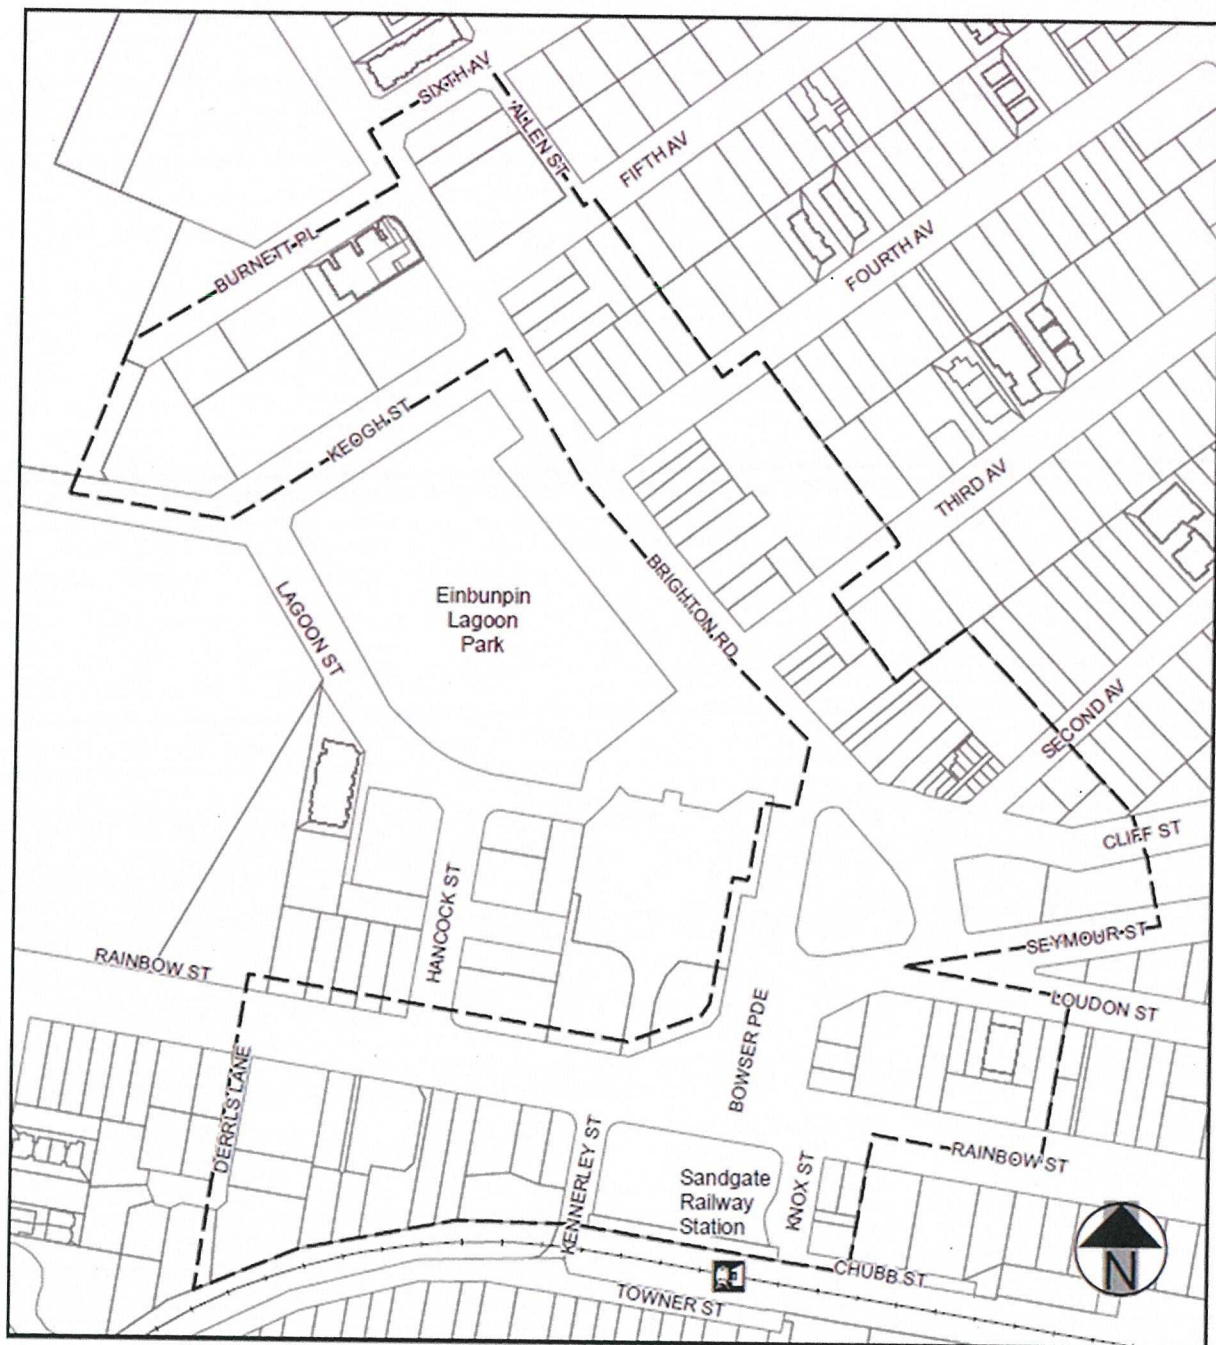 SIXTH AV
ALLEN ST
FIFTH AV
BURNETT PL
FOURTH AV
KEOGH ST
THIRD AV
BRIGHTON RD
LAGOON ST
Einbunpin
Lagoon
Park
SECOND AV
CLIFF ST
HANCOCK ST
SEYMOUR ST
RAINBOW ST
LOUDON ST
BOWSER PDE
DERRLS LANE
KENNERLEY ST
RAINBOW ST
Sandgate
Railway
Station
KNOX ST
N
CHUBB ST
TOWNER ST